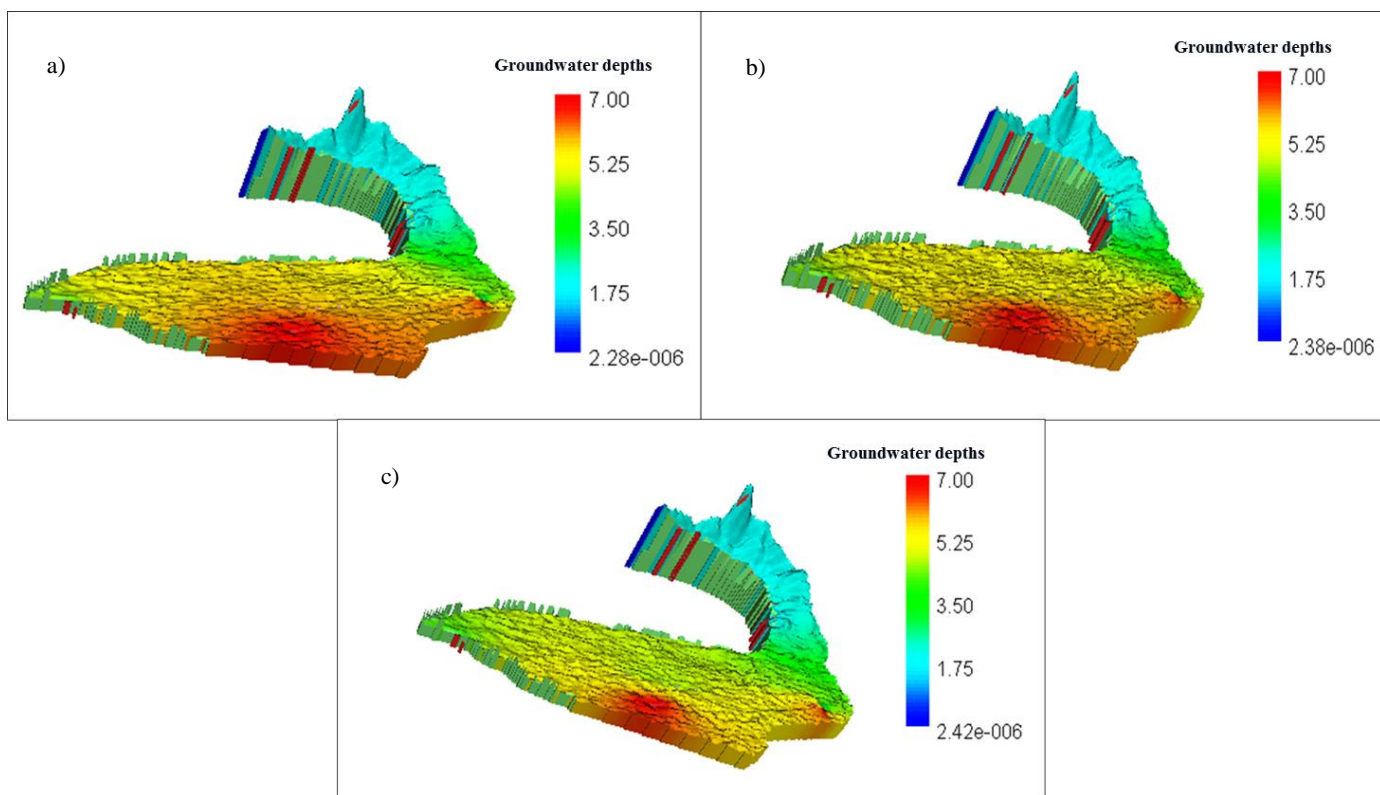 a)
Groundwater depths
7.00
5.25
3.50
1.75
2.28e-006
b)
Groundwater depths
7.00
5.25
3.50
1.75
2.38e-006
c)
Groundwater depths
7.00
5.25
3.50
1.75
2.42e-006